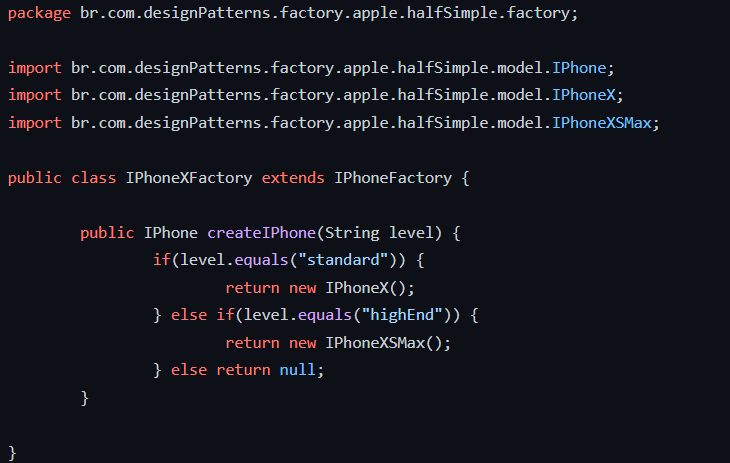 package br.com.designPatterns.factory.apple.halfSimple.factory;
import br.com.designPatterns.factory.apple.halfSimple.model.IPhone;
import br.com.designPatterns.factory.apple.halfSimple.model.IPhoneX;
import br.com.designPatterns.factory.apple.halfSimple.model.IPhoneXSMax;
public class IPhoneXFactory extends IPhoneFactory {
public IPhone createIPhone(String level) {
if(level.equals("standard")) {
return new IPhoneX();
} else if(level.equals("highEnd")) {
return new IPhoneXSMax();
} else return null;
}
}